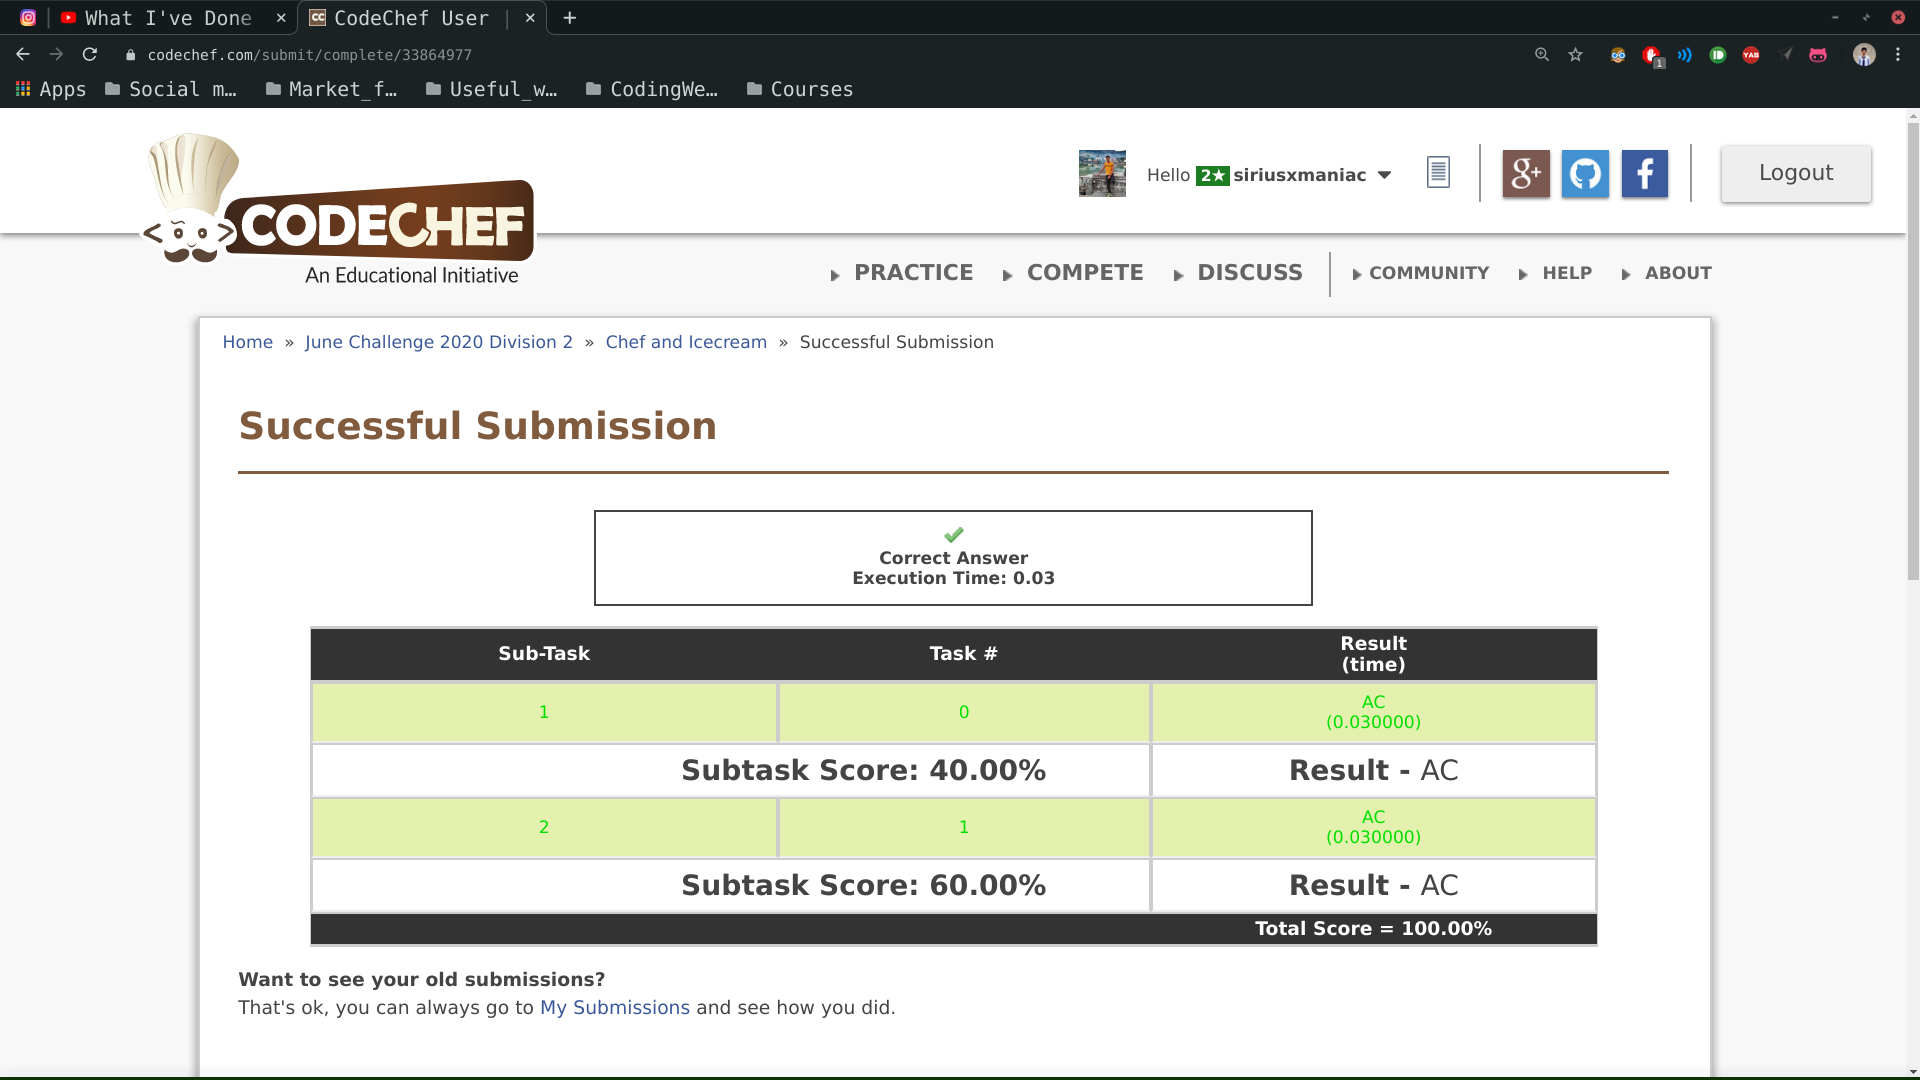 What I've Done
CodeChef User |
codechef.com/submit/complete/33864977
1
YAB
Apps
Social m…
Market_f…
Useful_w…
CodingWe…
Courses
CODECHEF
An Educational Initiative
Hello 2★ siriusxmaniac
g+
f
Logout
PRACTICE
COMPETE
DISCUSS
COMMUNITY
HELP
ABOUT
Home » June Challenge 2020 Division 2 » Chef and Icecream » Successful Submission
Successful Submission
Correct Answer
Execution Time: 0.03
Sub-Task Task # Result
(time)
1 0 AC
(0.030000)
Subtask Score: 40.00% Result - AC
2 1 AC
(0.030000)
Subtask Score: 60.00% Result - AC
Total Score = 100.00%
Want to see your old submissions?
That's ok, you can always go to My Submissions and see how you did.